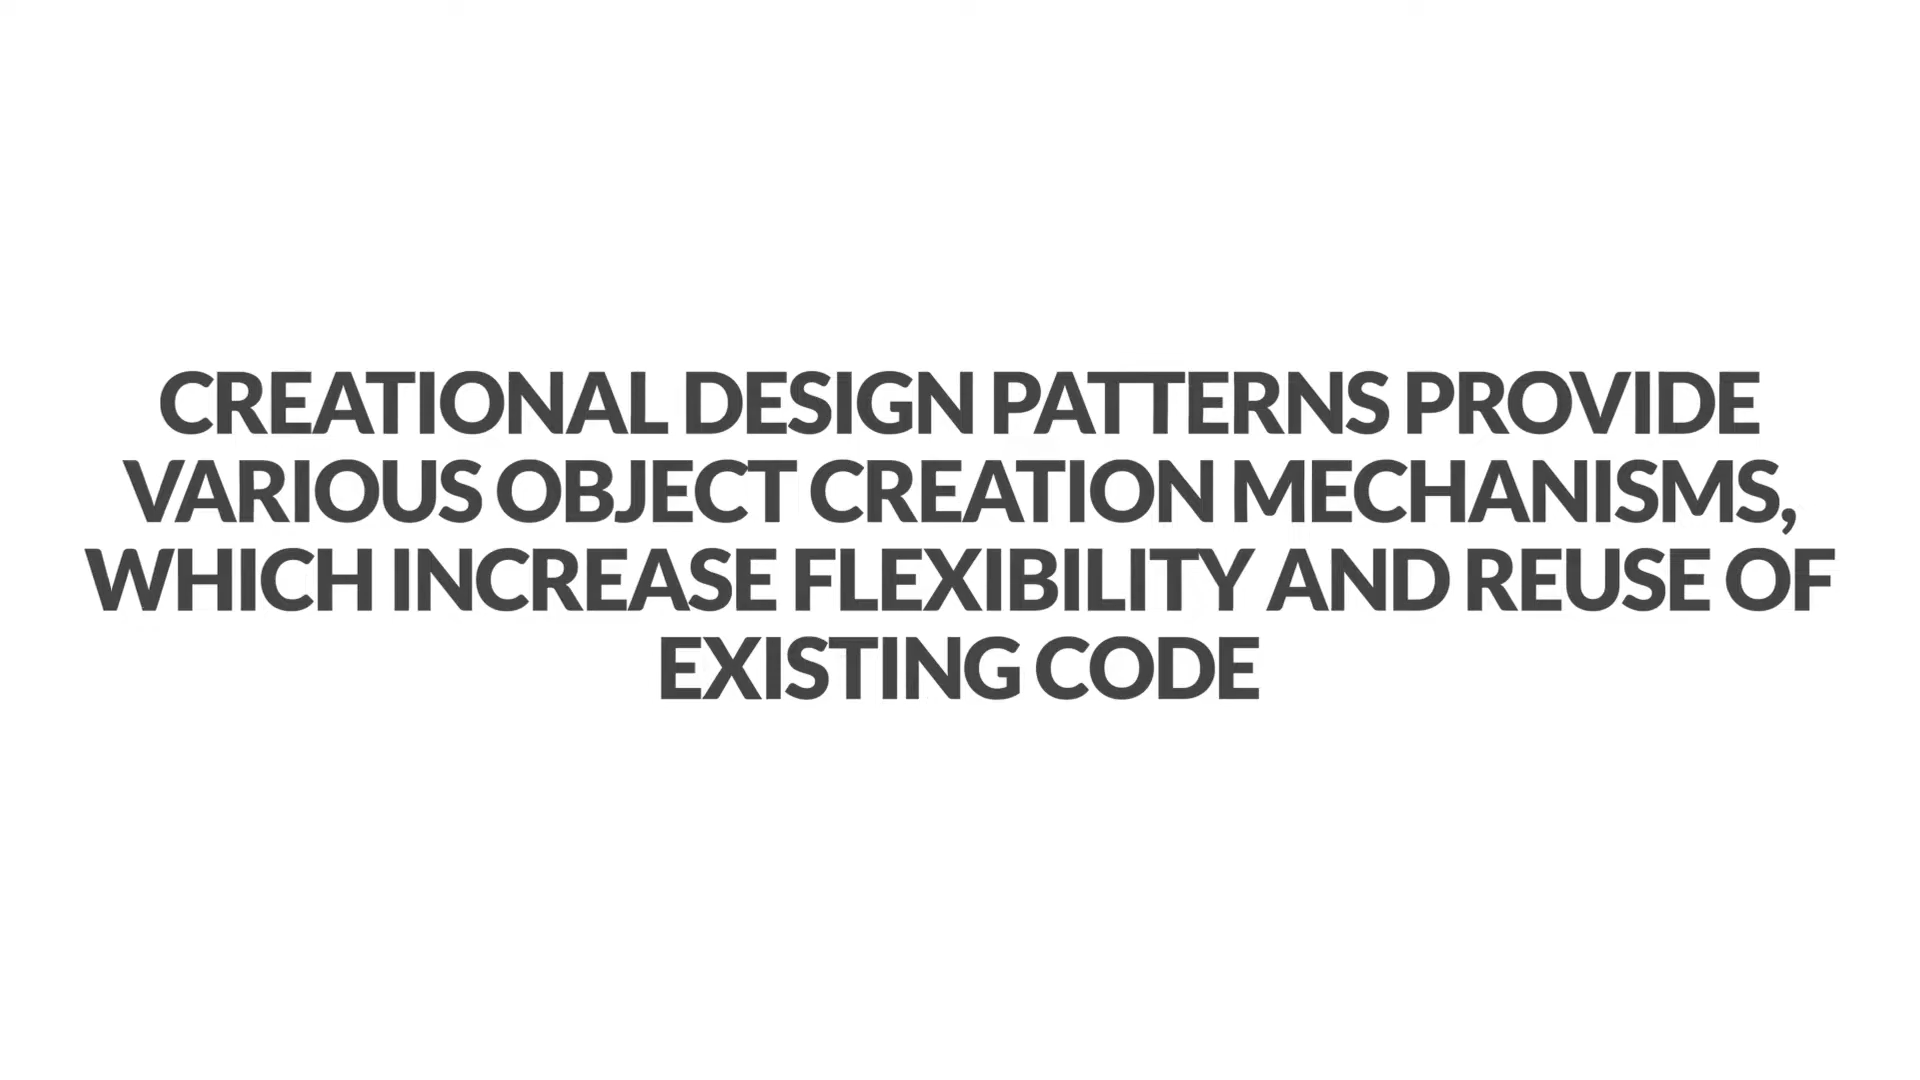 CREATIONAL DESIGN PATTERNS PROVIDE
VARIOUS OBJECT CREATION MECHANISMS,
WHICH INCREASE FLEXIBILITY AND REUSE OF
EXISTING CODE